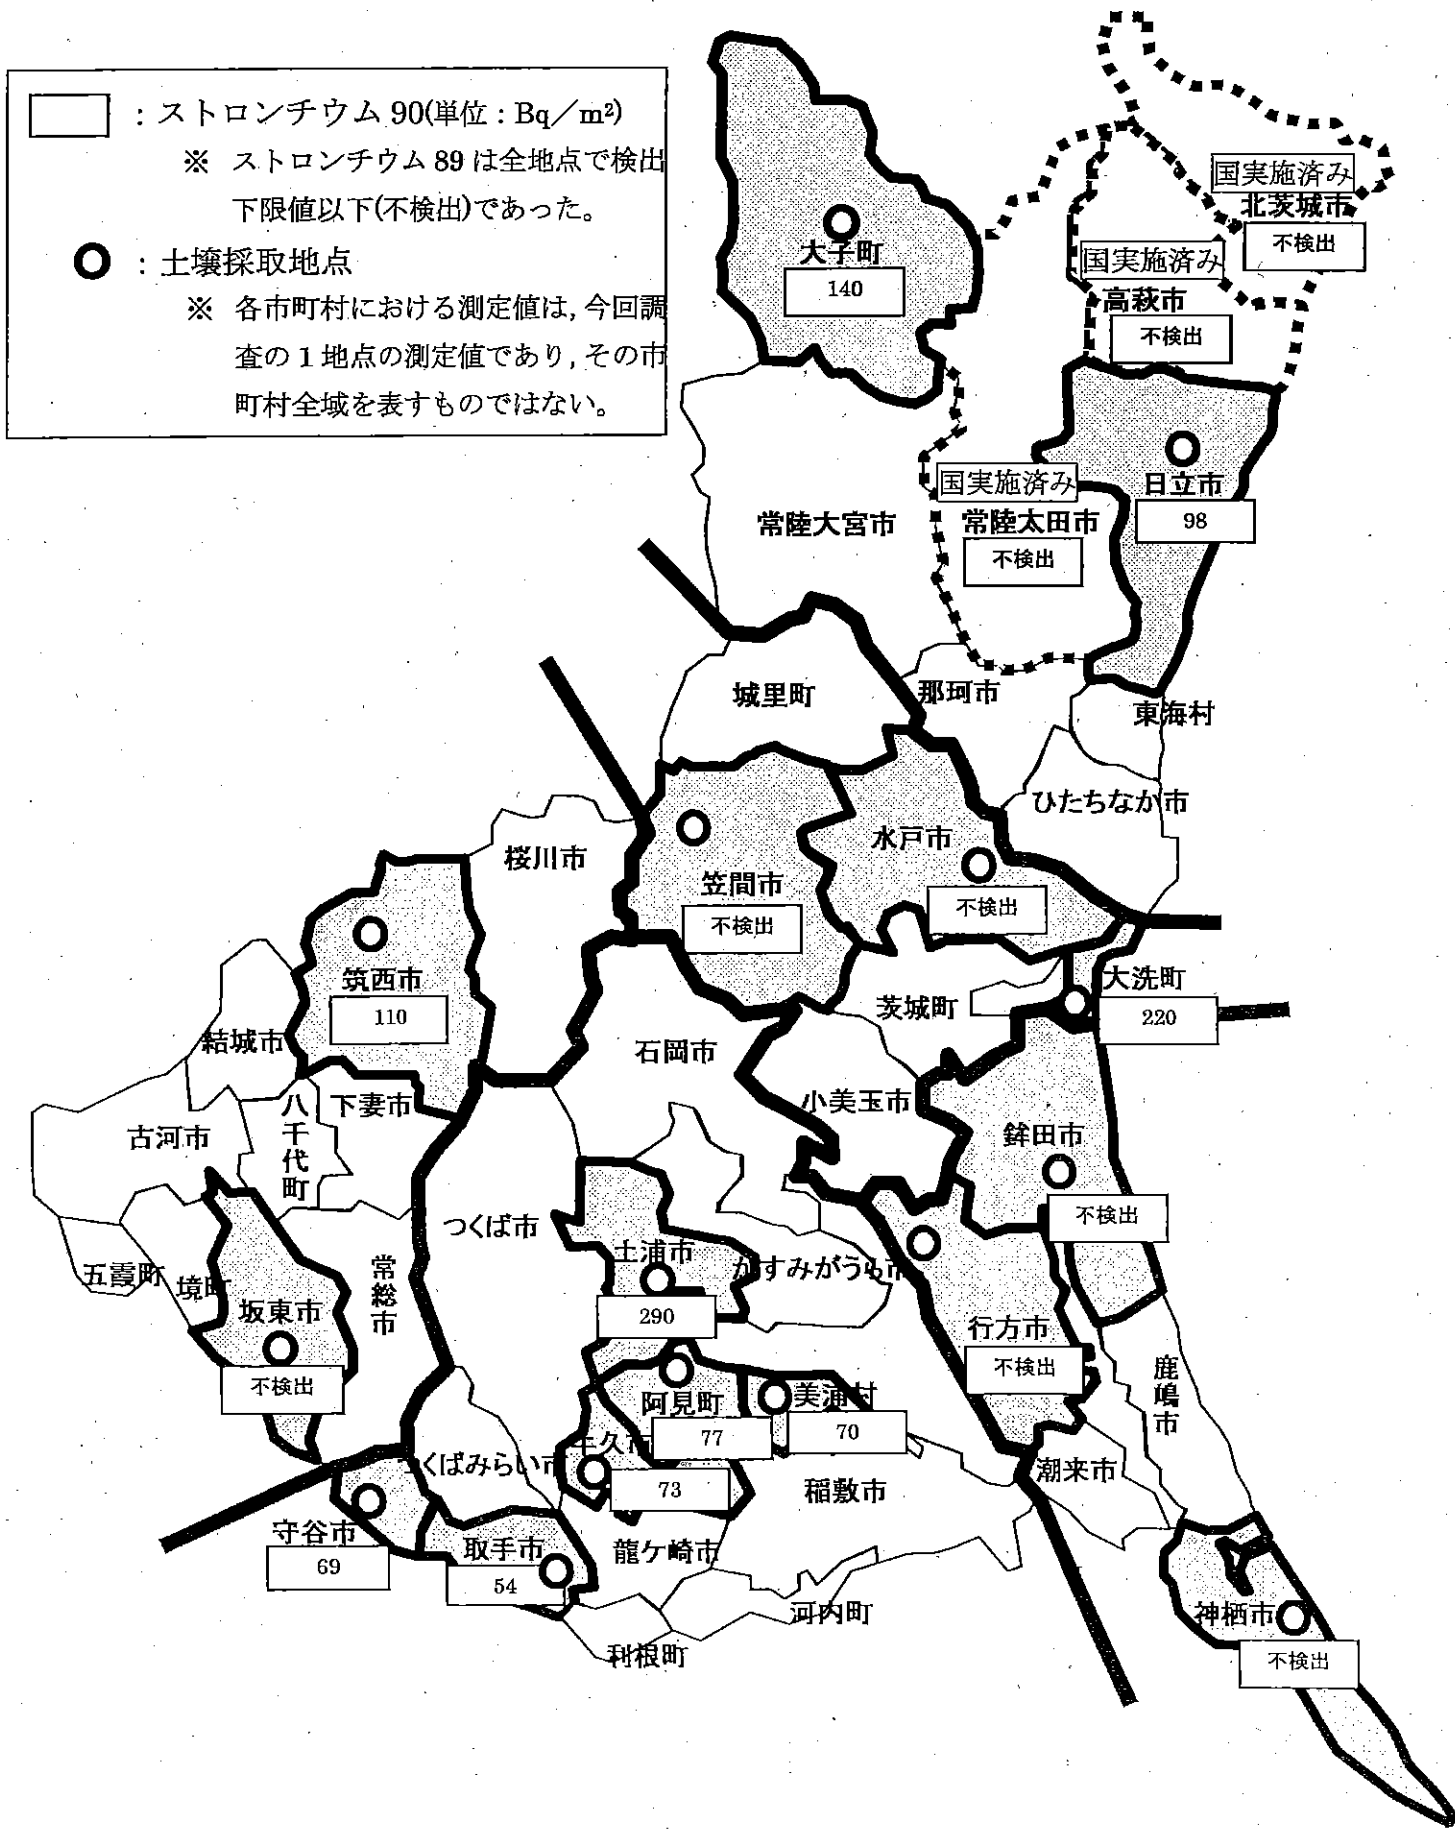 ：ストロンチウム 90(単位：Bq／m²)
※ ストロンチウム 89 は全地点で検出
下限値以下(不検出)であった。
：土壌採取地点
※ 各市町村における測定値は，今回調
査の 1 地点の測定値であり，その市
町村全域を表すものではない。
国実施済み
北茨城市
不検出
国実施済み
高萩市
不検出
大子町
140
国実施済み
常陸太田市
不検出
日立市
98
常陸大宮市
城里町
那珂市
東海村
ひたちなか市
水戸市
不検出
笠間市
不検出
桜川市
筑西市
110
大洗町
220
茨城町
結城市
石岡市
小美玉市
八千代町
下妻市
古河市
鉾田市
不検出
つくば市
土浦市
290
かすみがうら市
五霞町
境町
常総市
坂東市
不検出
行方市
不検出
鹿嶋市
阿見町
77
美浦村
70
牛久市
73
つくばみらい市
稲敷市
潮来市
守谷市
69
取手市
54
龍ケ崎市
河内町
利根町
神栖市
不検出